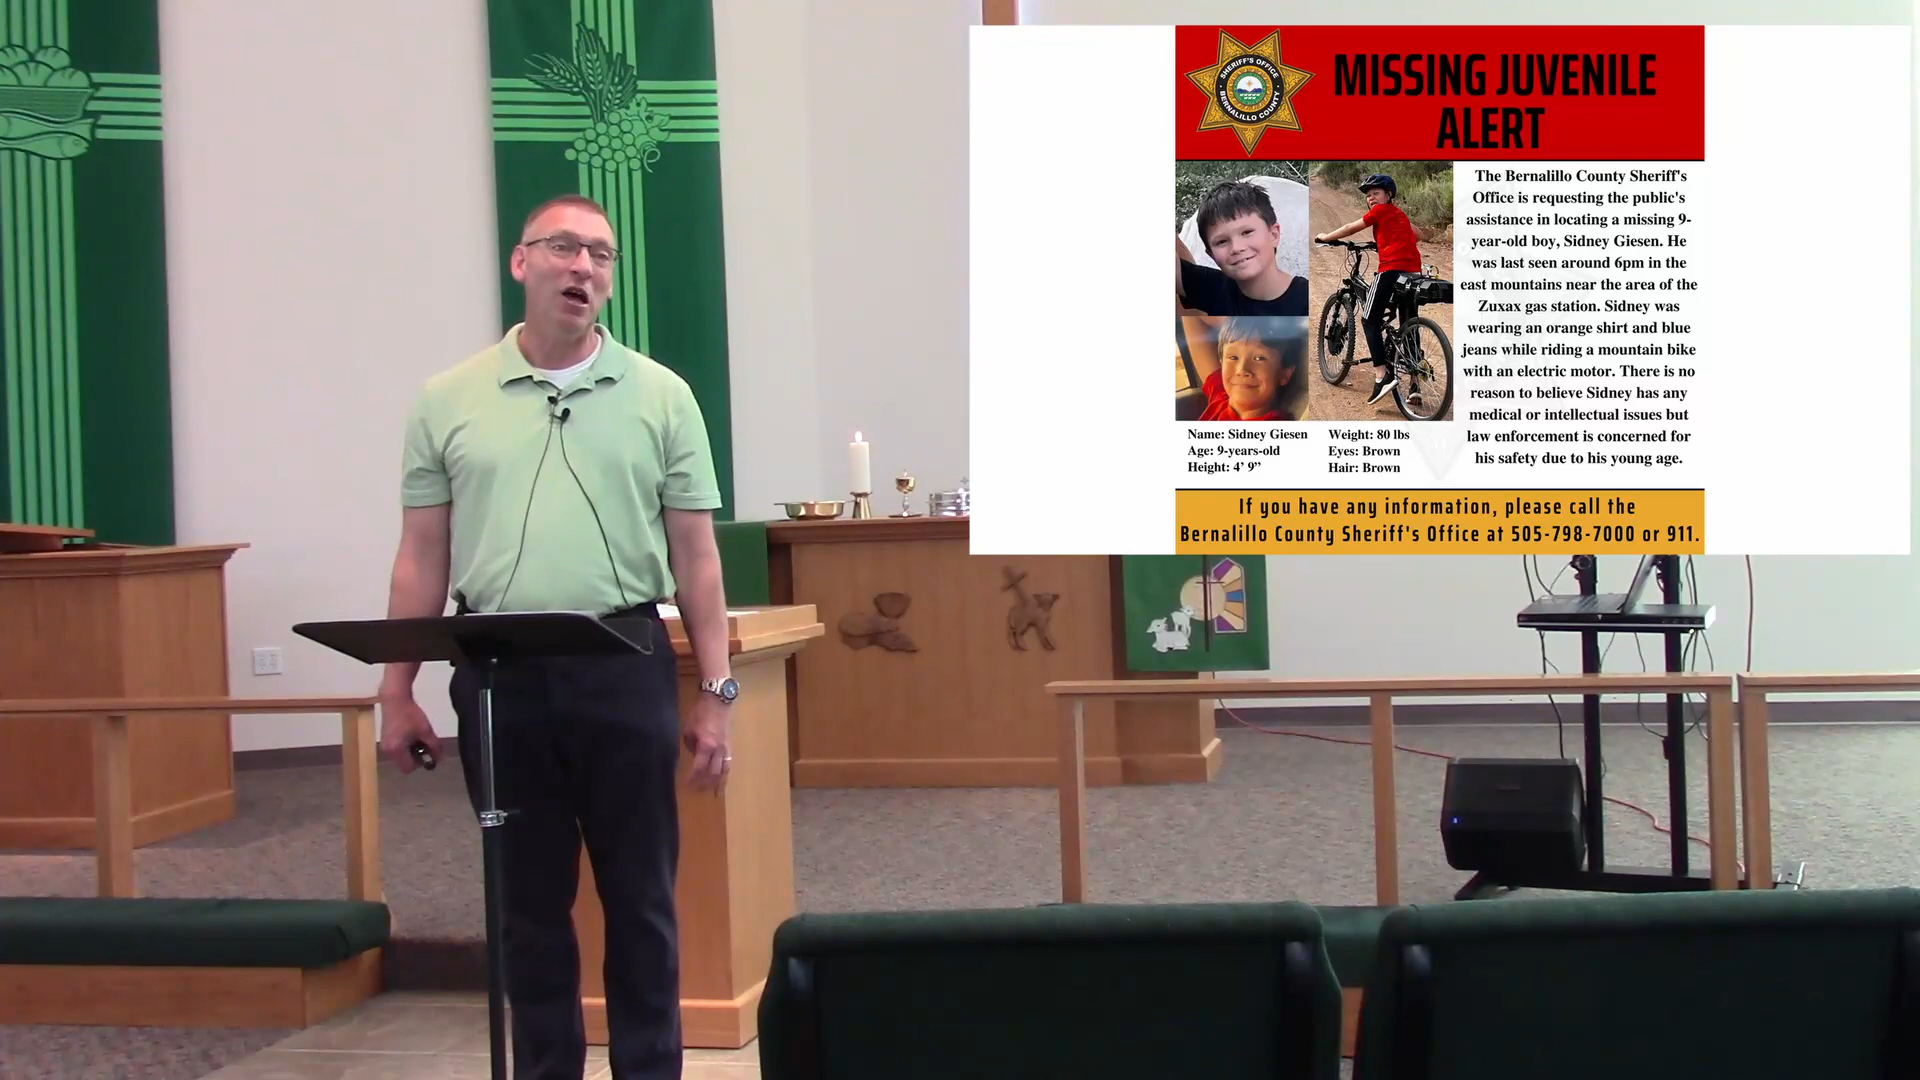 SHERIFF'S OFFICE
BERNALILLO COUNTY
MISSING JUVENILE
ALERT
The Bernalillo County Sheriff's
Office is requesting the public's
assistance in locating a missing 9-
year-old boy, Sidney Giesen. He
was last seen around 6pm in the
east mountains near the area of the
Zuxax gas station. Sidney was
wearing an orange shirt and blue
jeans while riding a mountain bike
with an electric motor. There is no
reason to believe Sidney has any
medical or intellectual issues but
law enforcement is concerned for
his safety due to his young age.
Name: Sidney Giesen
Age: 9-years-old
Height: 4’ 9”
Weight: 80 lbs
Eyes: Brown
Hair: Brown
If you have any information, please call the
Bernalillo County Sheriff's Office at 505-798-7000 or 911.